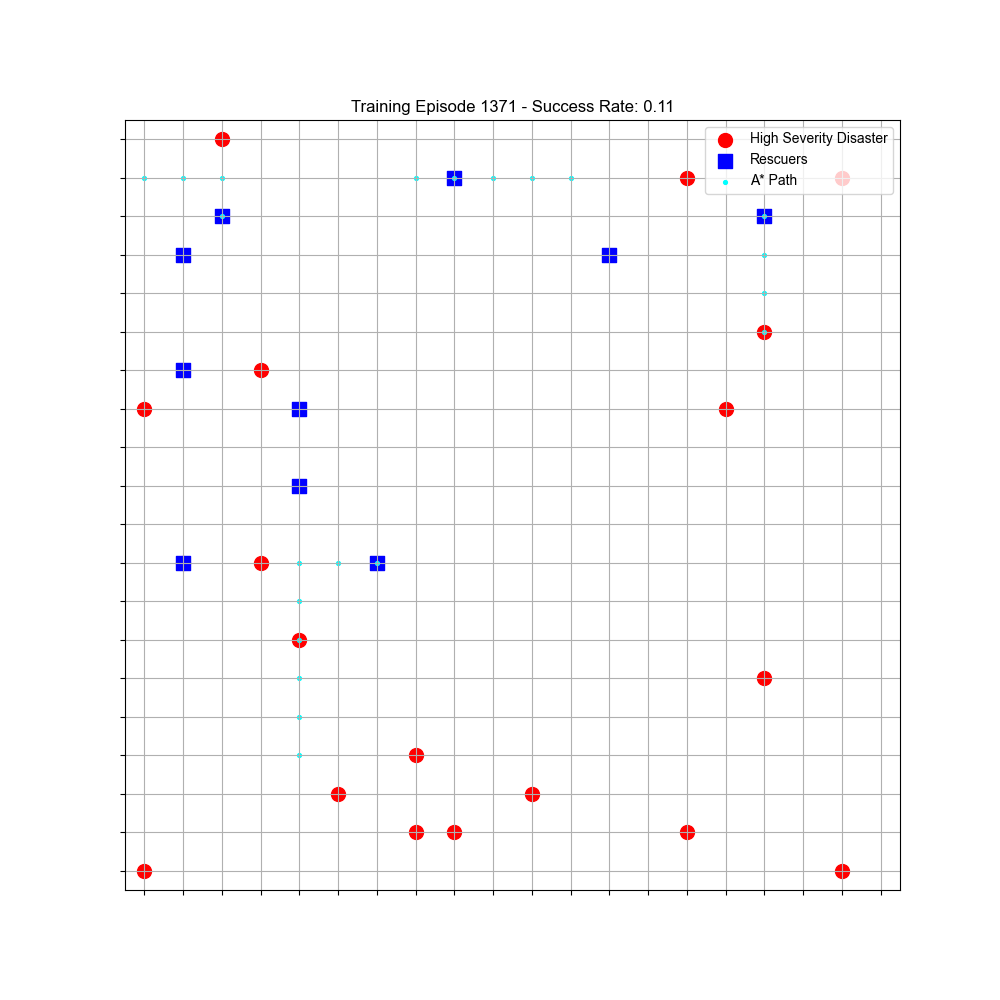 Training Episode 1371 - Success Rate: 0.11
High Severity Disaster
Rescuers
A* Path